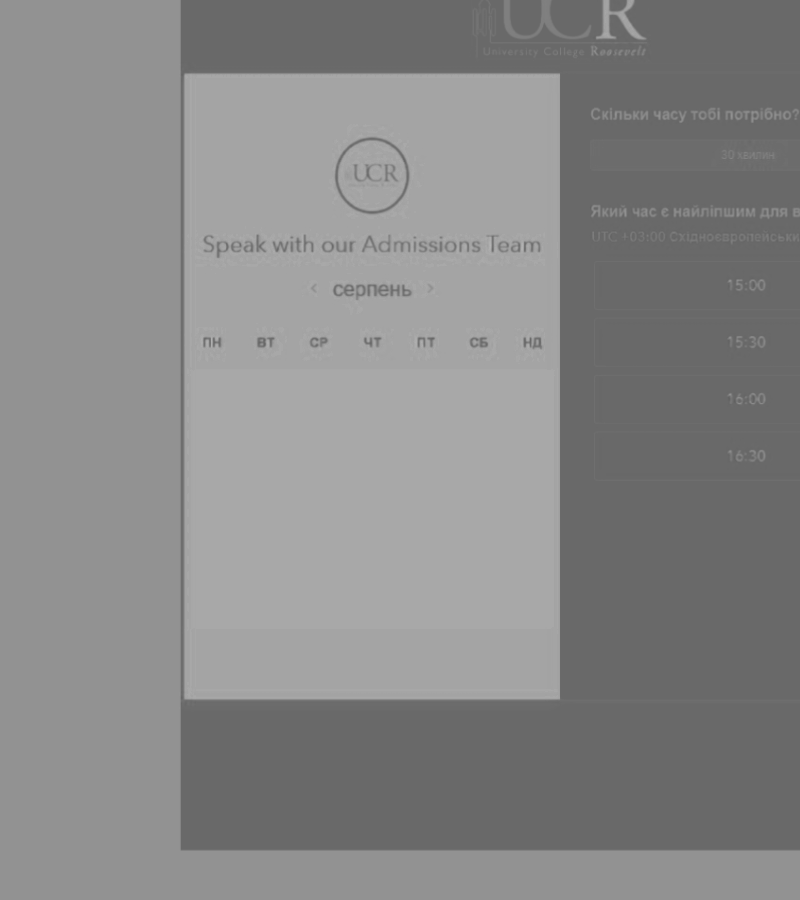 UCR
University College Roosevelt
UCR
Speak with our Admissions Team
‹ серпень ›
ПН ВТ СР ЧТ ПТ СБ НД
Скільки часу тобі потрібно?
30 хвилин
Який час є найліпшим для в
UTC +03:00 Східноєвропейськи
15:00
15:30
16:00
16:30